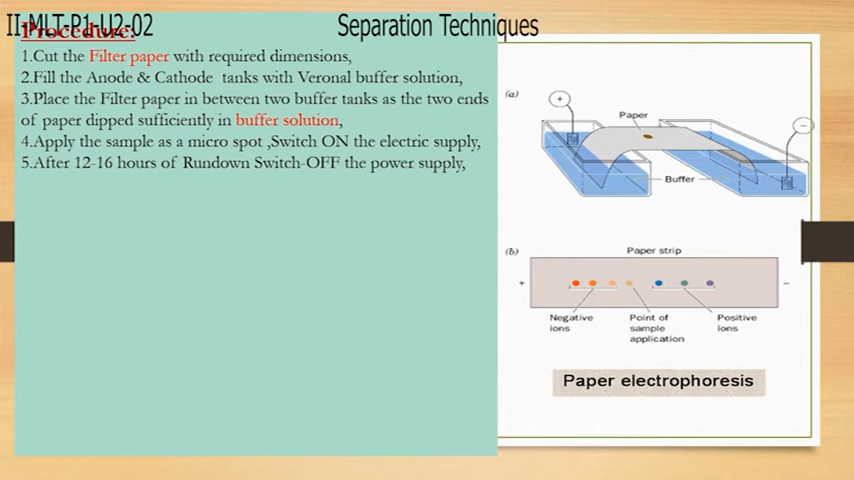 II-MLT-P1-U2-02
Separation Techniques
Procedure:
1.Cut the Filter paper with required dimensions,
2.Fill the Anode & Cathode tanks with Veronal buffer solution,
3.Place the Filter paper in between two buffer tanks as the two ends
of paper dipped sufficiently in buffer solution,
4.Apply the sample as a micro spot ,Switch ON the electric supply,
5.After 12-16 hours of Rundown Switch-OFF the power supply,
(a)
+
Paper
−
Buffer
(b)
Paper strip
+
−
Negative
ions
Point of
sample
application
Positive
ions
Paper electrophoresis